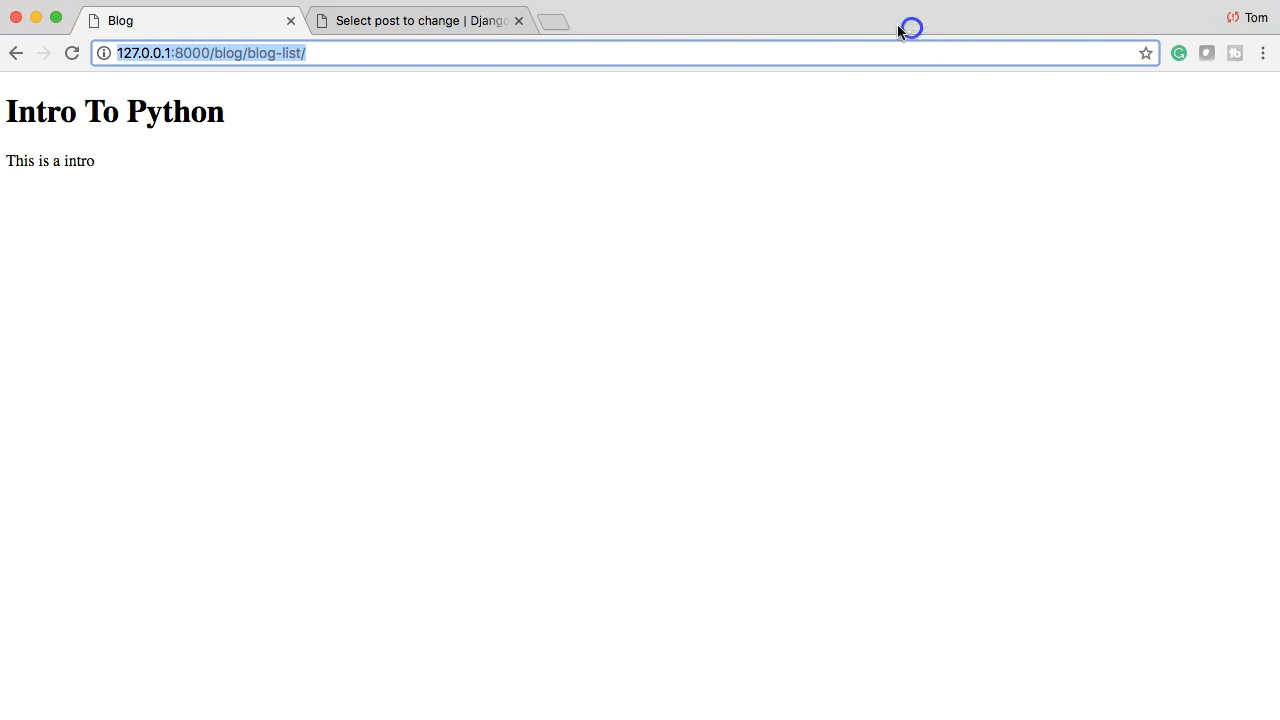 Blog
Select post to change | Djang
Tom
127.0.0.1:8000/blog/blog-list/
Intro To Python
This is a intro